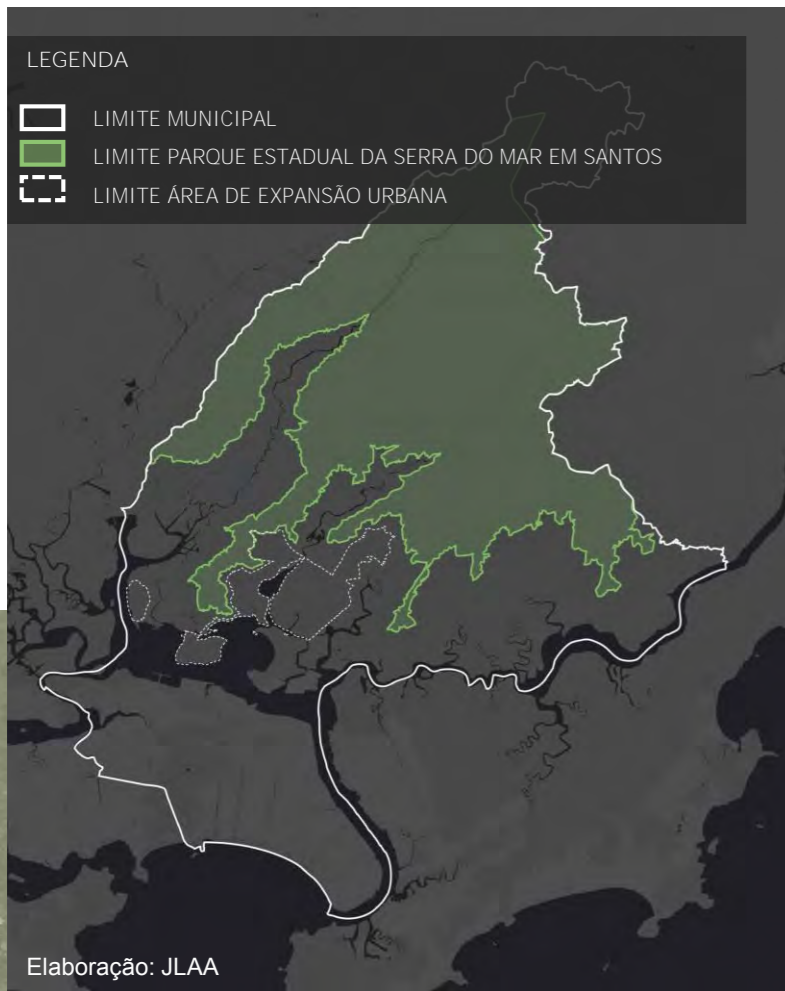 LEGENDA
LIMITE MUNICIPAL
LIMITE PARQUE ESTADUAL DA SERRA DO MAR EM SANTOS
LIMITE ÁREA DE EXPANSÃO URBANA
Elaboração: JLAA